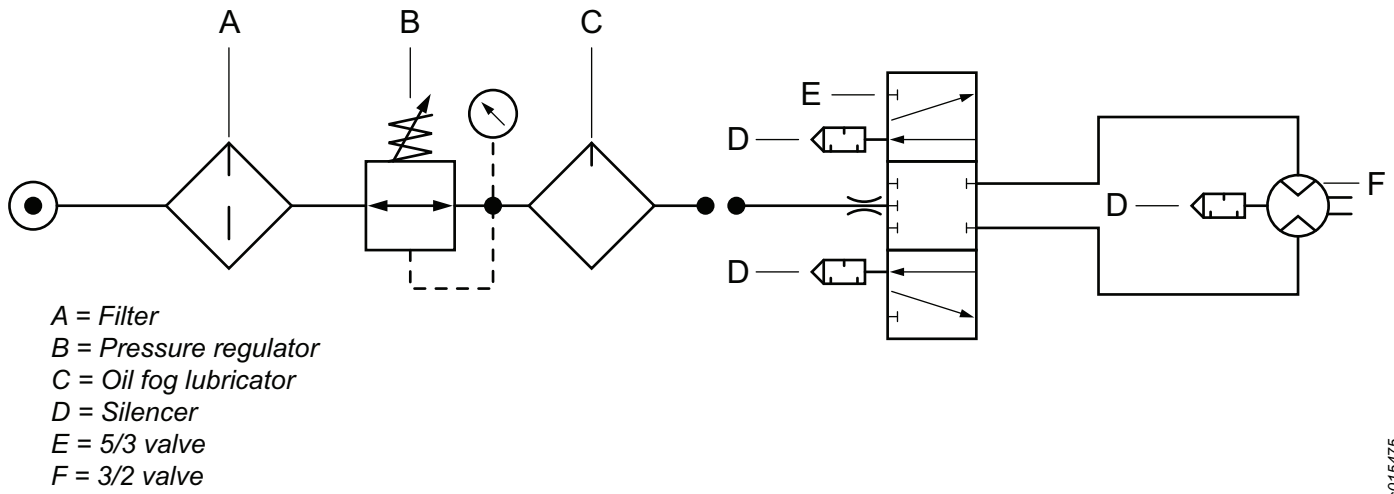 A B C
E
D
F
D
D
A = Filter
B = Pressure regulator
C = Oil fog lubricator
D = Silencer
E = 5/3 valve
F = 3/2 valve